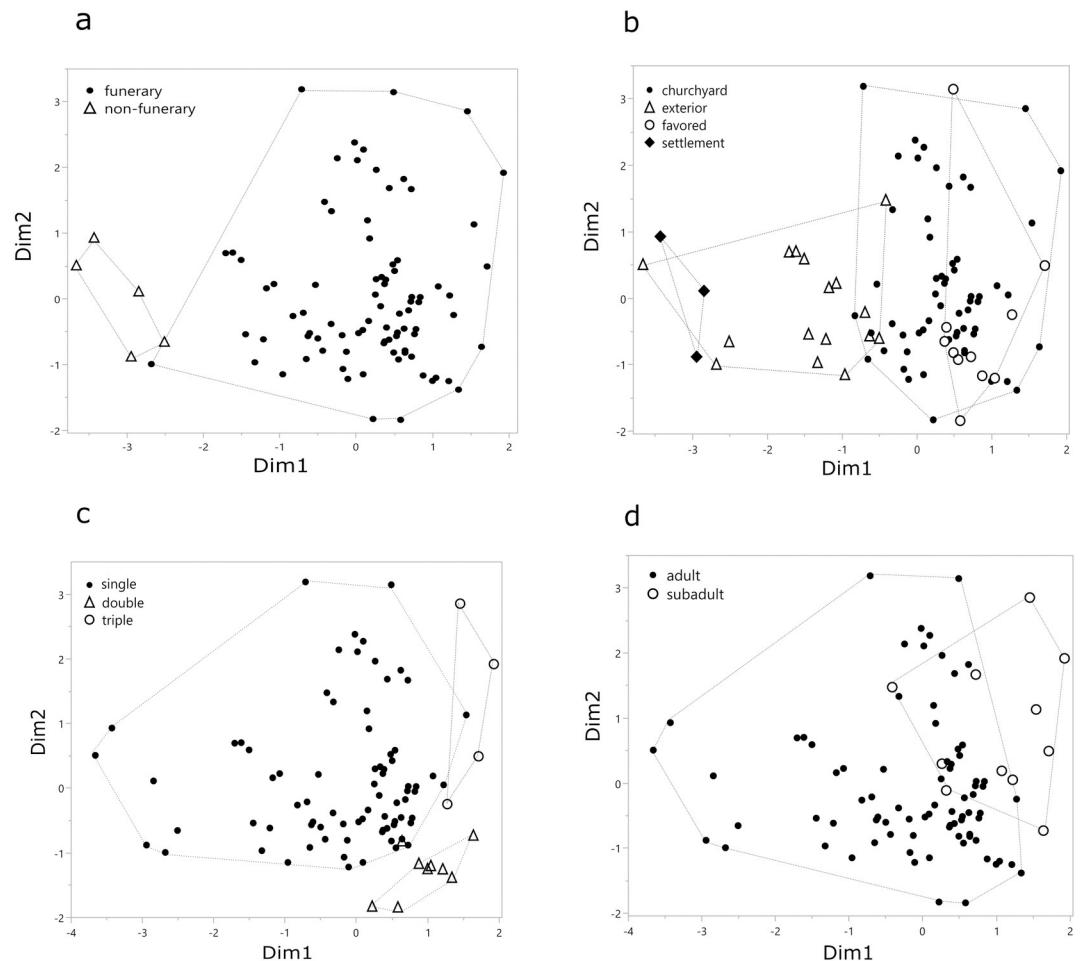 a
funerary
non-funerary
3
2
1
0
-1
-2
Dim2
-3
-2
-1
0
1
2
Dim1
b
churchyard
exterior
favored
settlement
3
2
1
0
-1
-2
Dim2
-3
-2
-1
0
1
2
Dim1
c
single
double
triple
3
2
1
0
-1
-2
Dim2
-4
-3
-2
-1
0
1
2
Dim1
d
adult
subadult
3
2
1
0
-1
-2
Dim2
-4
-3
-2
-1
0
1
2
Dim1